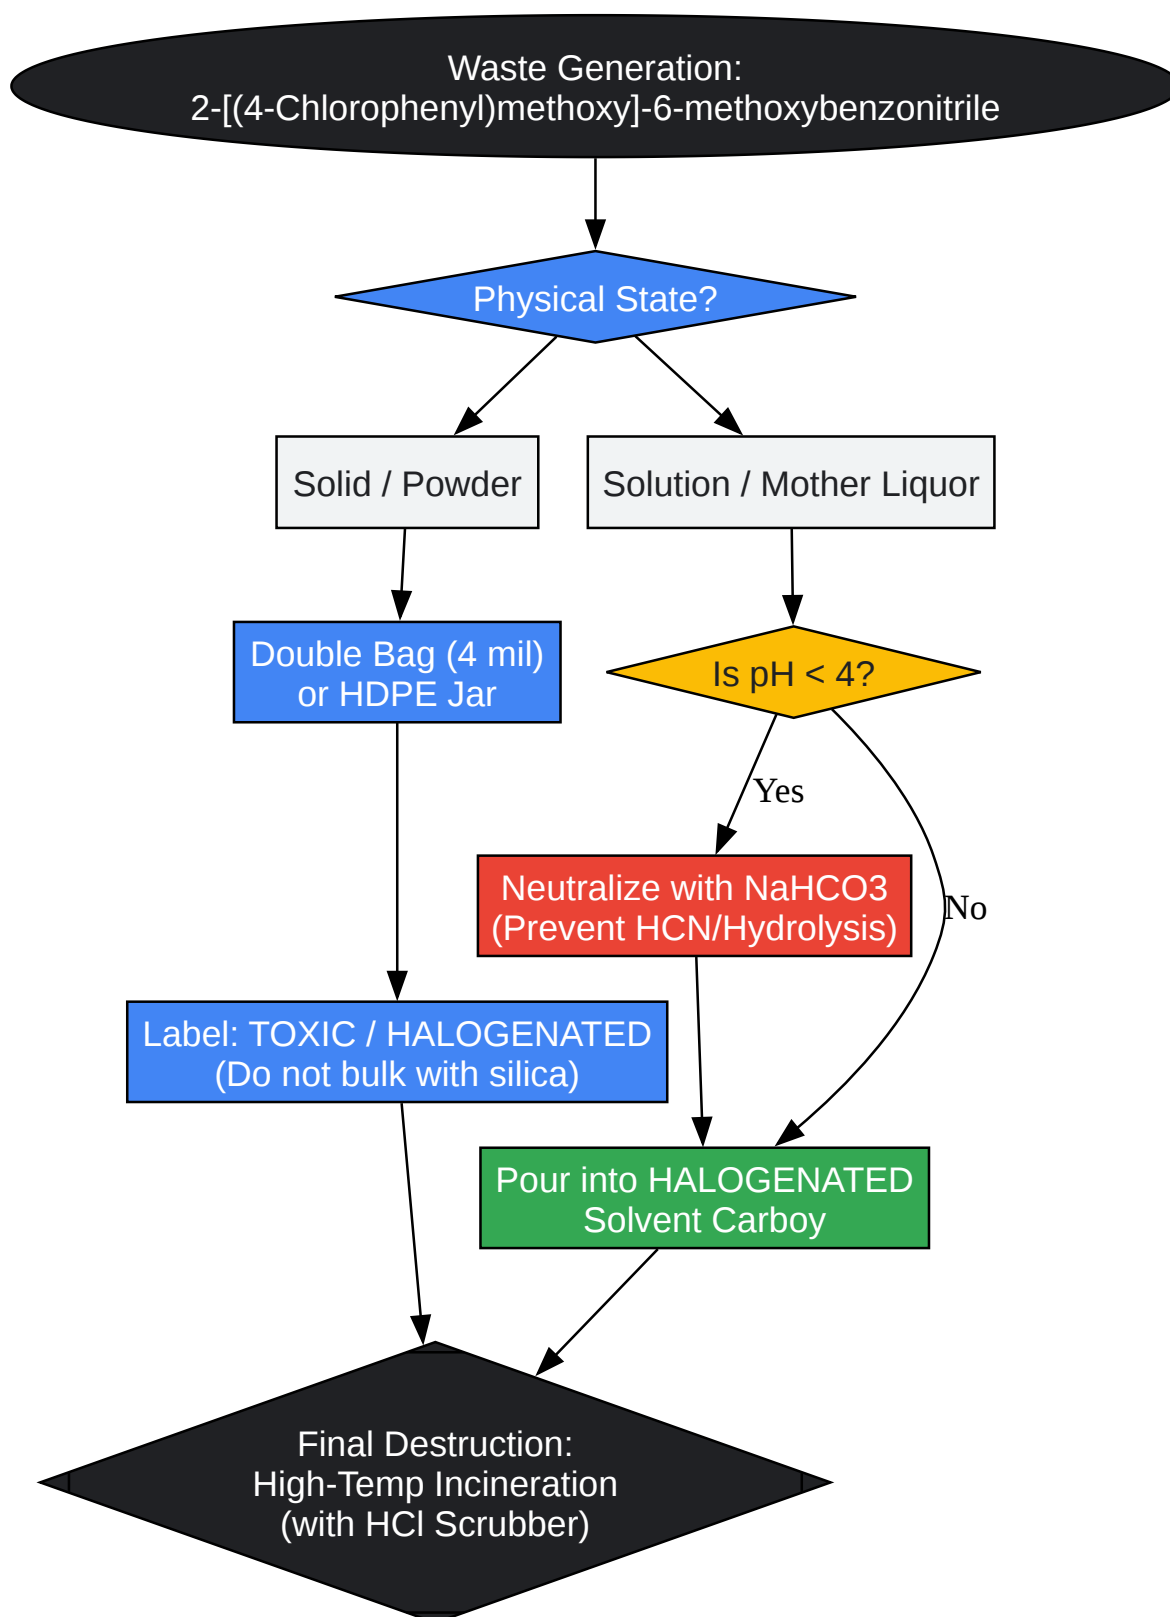 Waste Generation:
2-[(4-Chlorophenyl)methoxy]-6-methoxybenzonitrile
Physical State?
Solid / Powder
Solution / Mother Liquor
Double Bag (4 mil)
or HDPE Jar
Is pH < 4?
Yes
Neutralize with NaHCO3
(Prevent HCN/Hydrolysis)
No
Label: TOXIC / HALOGENATED
(Do not bulk with silica)
Pour into HALOGENATED
Solvent Carboy
Final Destruction:
High-Temp Incineration
(with HCl Scrubber)